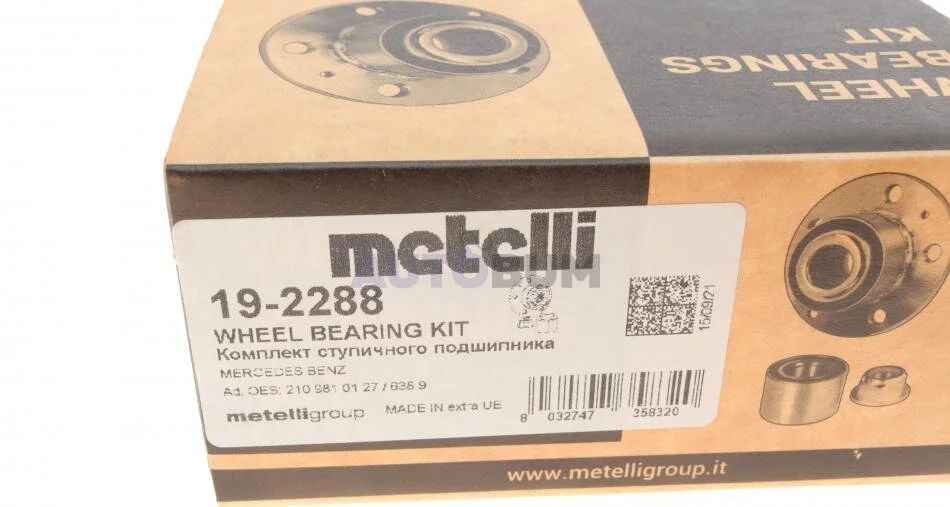 WHEEL
BEARINGS
KIT
metelli
AUTOBUM
19-2288
WHEEL BEARING KIT
Комплект ступичного подшипника
MERCEDES BENZ
Ad. OES: 210 981 01 27 / 638 9
metelligroup
MADE IN extra UE
15/09/21
8 032747 358320
www.metelligroup.it